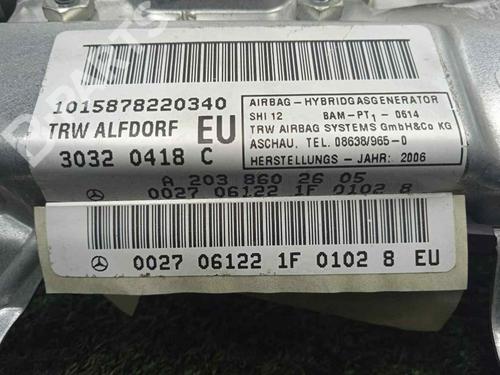 1015878220340
TRW ALFDORF EU
30320418 C
AIRBAG-HYBRIDGASGENERATOR
SHI 12 BAM-PT1-0614
TRW AIRBAG SYSTEMS GmbH&Co KG
ASCHAU, TEL. 08638/965-0
HERSTELLUNGS-JAHR: 2006
A 203 860 26 05
0027 06122 1F 0102 8
0027 06122 1F 0102 8 EU